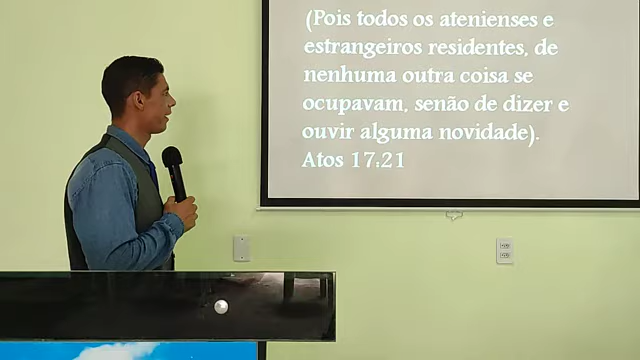 (Pois todos os atenienses e
estrangeiros residentes, de
nenhuma outra coisa se
ocupavam, senão de dizer e
ouvir alguma novidade).
Atos 17:21